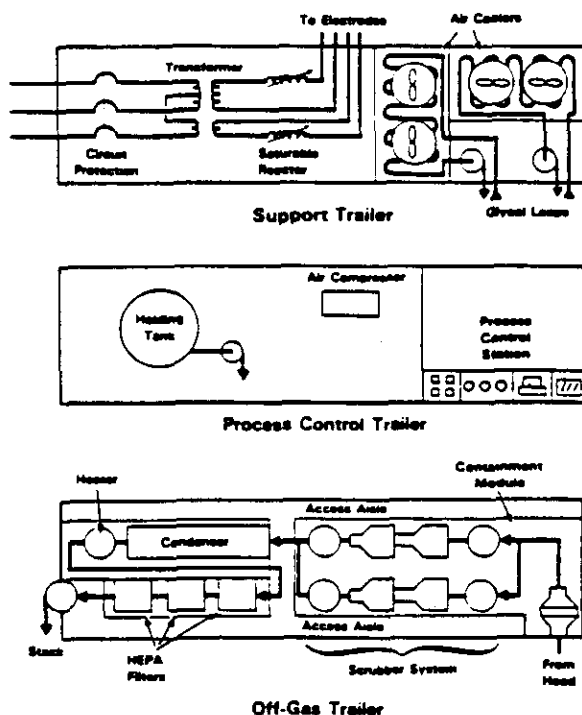 To Electrodes
Air Coolers
Transformer
Circuit
Protection
Saturable
Reactor
Glycol Loops
Support Trailer
Air Compressor
Holding
Tank
Process
Control
Station
Process Control Trailer
Containment
Module
Heater
Access Aisle
Condenser
Access Aisle
Stack
HEPA
Filters
Scrubber System
From
Hood
Off-Gas Trailer